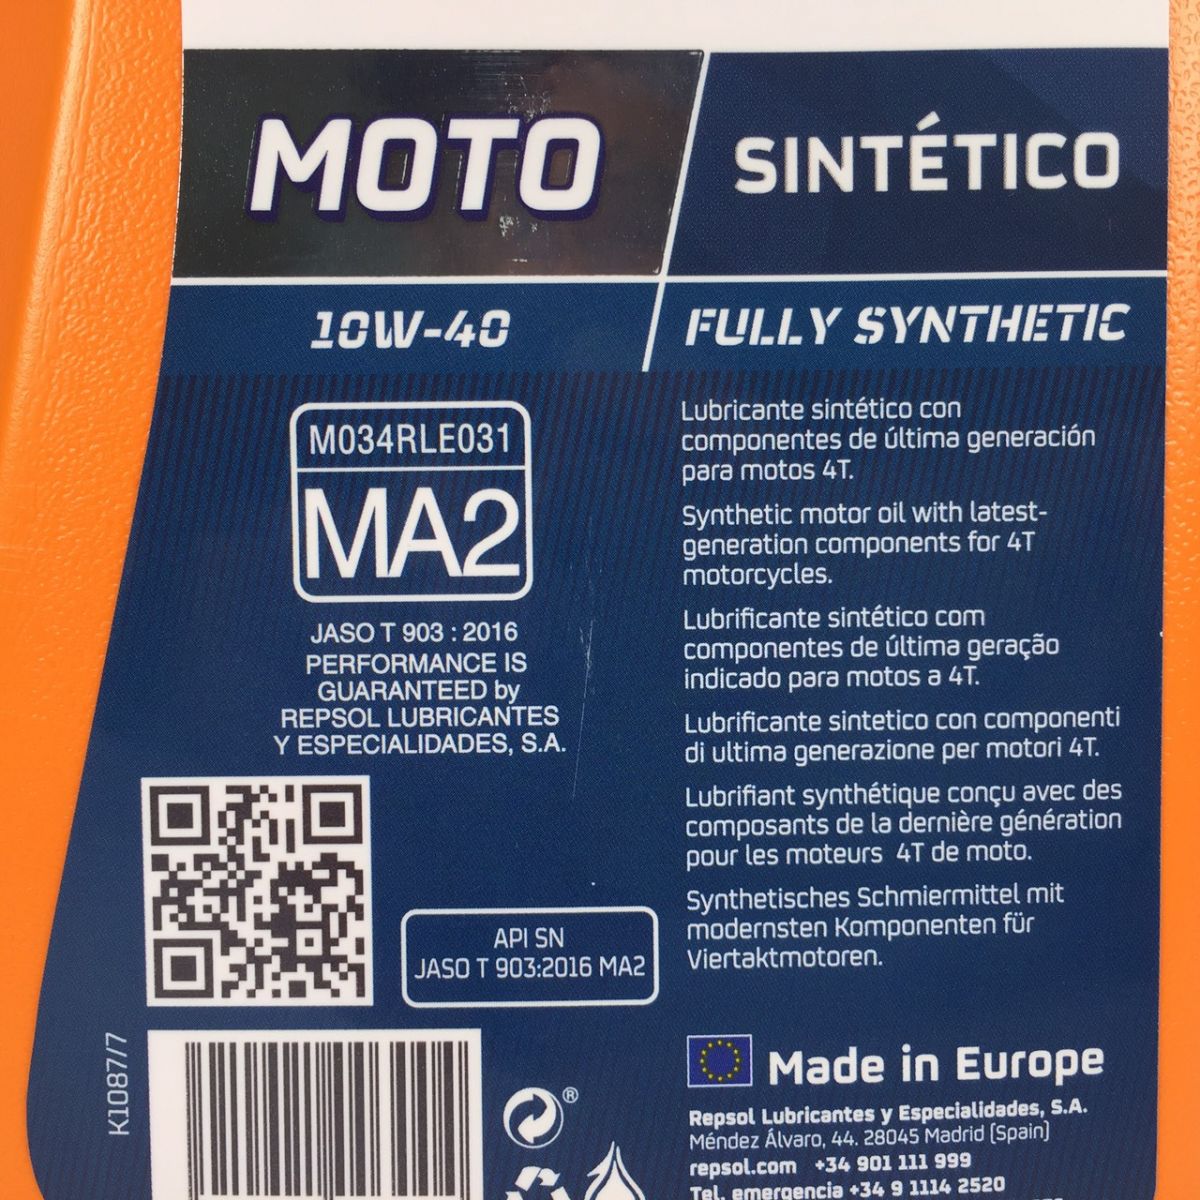 MOTO
SINTÉTICO
10W-40
FULLY SYNTHETIC
M034RLE031
MA2
JASO T 903 : 2016
PERFORMANCE IS
GUARANTEED by
REPSOL LUBRICANTES
Y ESPECIALIDADES, S.A.
API SN
JASO T 903:2016 MA2
K1087/7
®
Lubricante sintético con
componentes de última generación
para motos 4T.
Synthetic motor oil with latest-
generation components for 4T
motorcycles.
Lubrificante sintético com
componentes de última geração
indicado para motos a 4T.
Lubrificante sintetico con componenti
di ultima generazione per motori 4T.
Lubrifiant synthétique conçu avec des
composants de la dernière génération
pour les moteurs 4T de moto.
Synthetisches Schmiermittel mit
modernsten Komponenten für
Viertaktmotoren.
Made in Europe
Repsol Lubricantes y Especialidades, S.A.
Méndez Álvaro, 44. 28045 Madrid (Spain)
repsol.com +34 901 111 999
Tel. emergencia +34 9 1114 2520